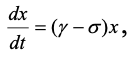 dx/dt = (γ − σ)x,